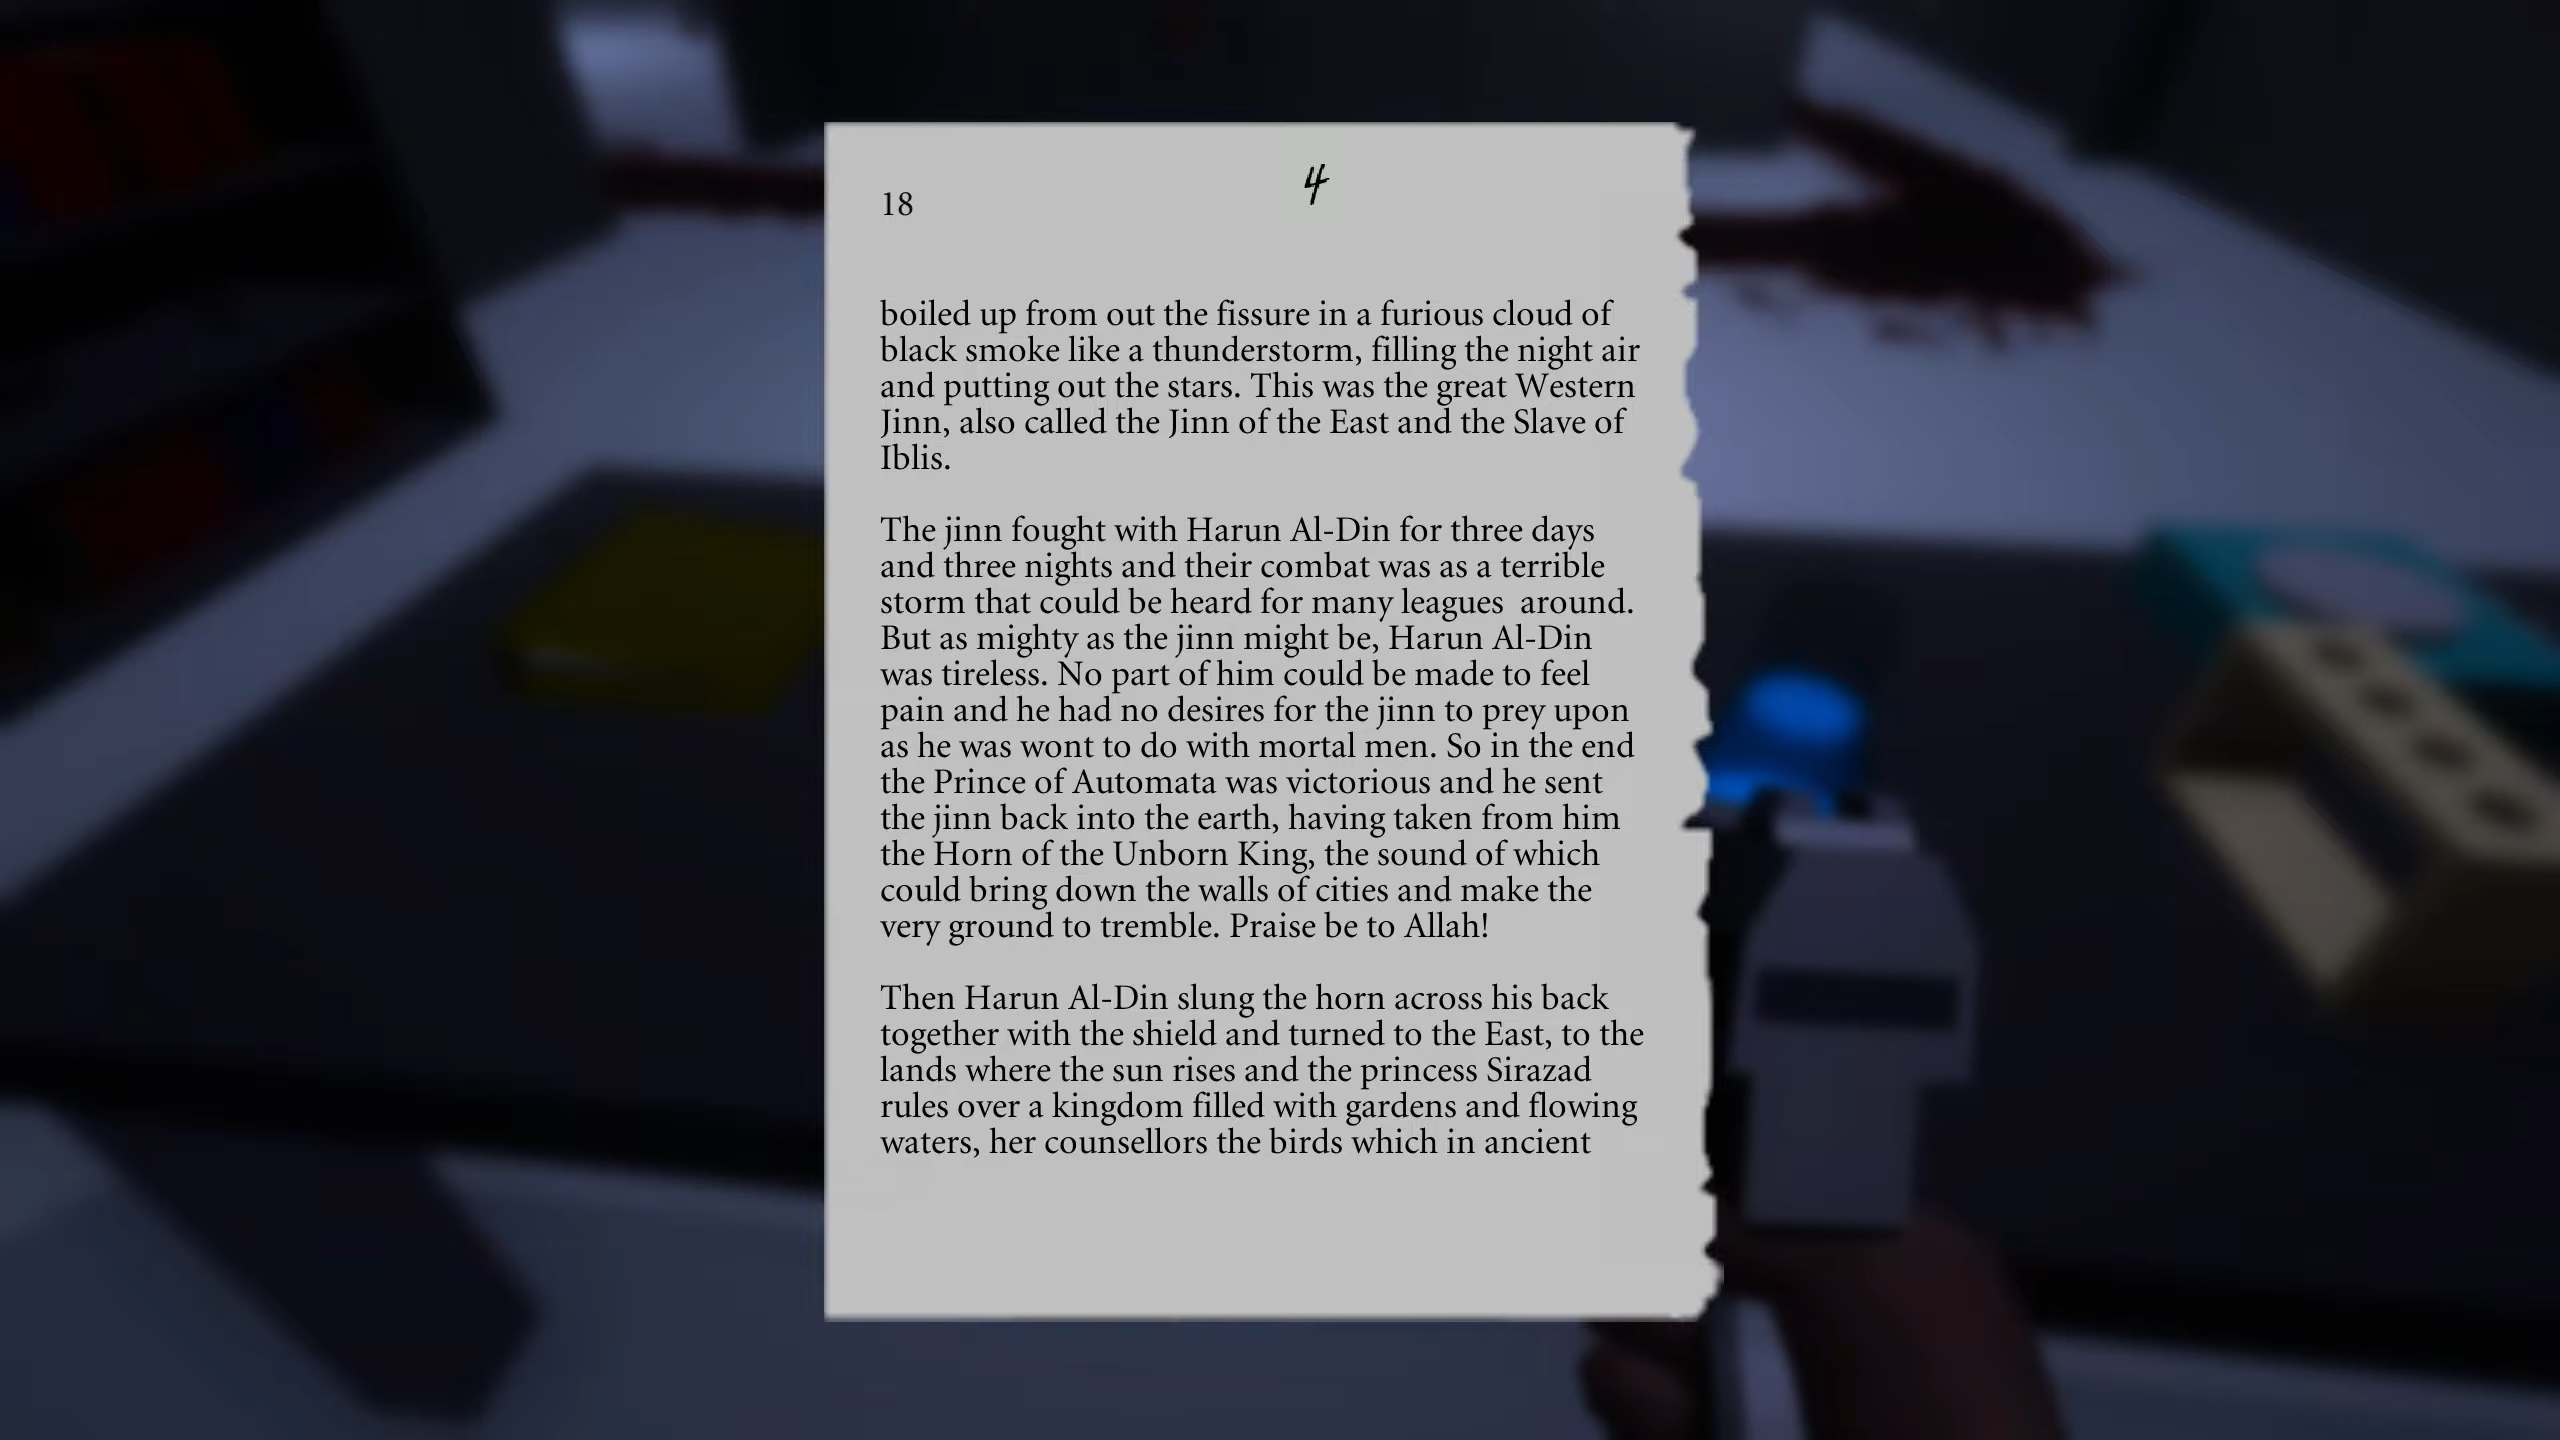 4
18
boiled up from out the fissure in a furious cloud of
black smoke like a thunderstorm, filling the night air
and putting out the stars. This was the great Western
Jinn, also called the Jinn of the East and the Slave of
Iblis.
The jinn fought with Harun Al-Din for three days
and three nights and their combat was as a terrible
storm that could be heard for many leagues  around.
But as mighty as the jinn might be, Harun Al-Din
was tireless. No part of him could be made to feel
pain and he had no desires for the jinn to prey upon
as he was wont to do with mortal men. So in the end
the Prince of Automata was victorious and he sent
the jinn back into the earth, having taken from him
the Horn of the Unborn King, the sound of which
could bring down the walls of cities and make the
very ground to tremble. Praise be to Allah!
Then Harun Al-Din slung the horn across his back
together with the shield and turned to the East, to the
lands where the sun rises and the princess Sirazad
rules over a kingdom filled with gardens and flowing
waters, her counsellors the birds which in ancient